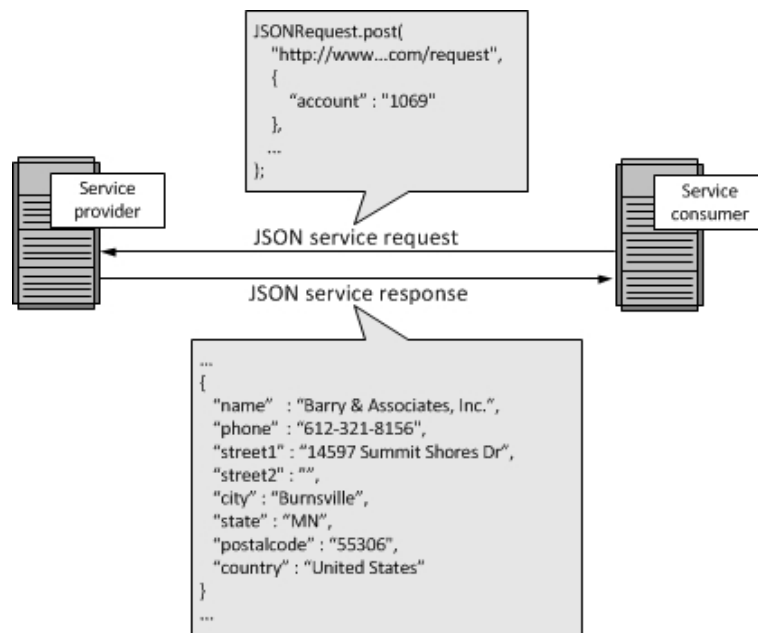 JSONRequest.post(
"http://www...com/request",
{
"account" : "1069"
},
...
);
Service
provider
Service
consumer
JSON service request
JSON service response
...
{
"name" : "Barry & Associates, Inc.",
"phone" : "612-321-8156",
"street1" : "14597 Summit Shores Dr",
"street2" : "",
"city" : "Burnsville",
"state" : "MN",
"postalcode" : "55306",
"country" : "United States"
}
...